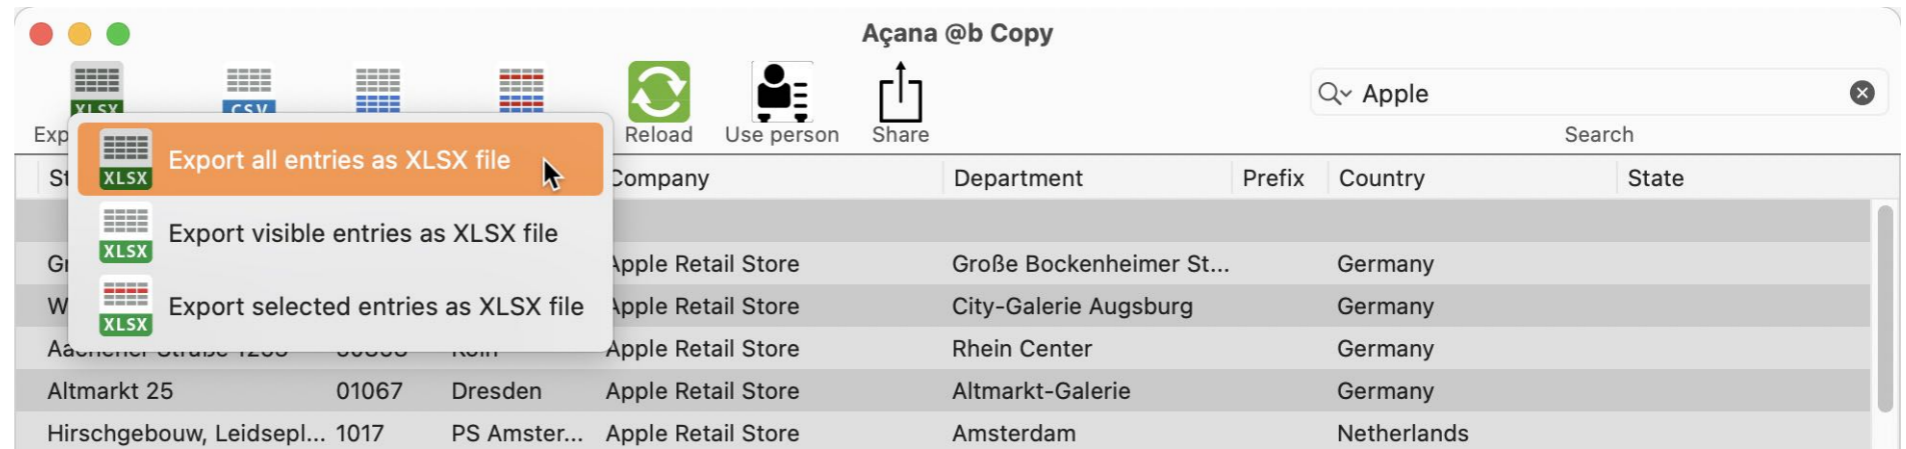 Açana @b Copy
XLSX CSV
Reload Use person Share
Apple
Search
Export all entries as XLSX file
XLSX
Export visible entries as XLSX file
XLSX
Export selected entries as XLSX file
XLSX
Company Department Prefix Country State
Apple Retail Store Große Bockenheimer St... Germany
Apple Retail Store City-Galerie Augsburg Germany
Apple Retail Store Rhein Center Germany
Altmarkt 25 01067 Dresden Apple Retail Store Altmarkt-Galerie Germany
Hirschgebouw, Leidsepl... 1017 PS Amster... Apple Retail Store Amsterdam Netherlands